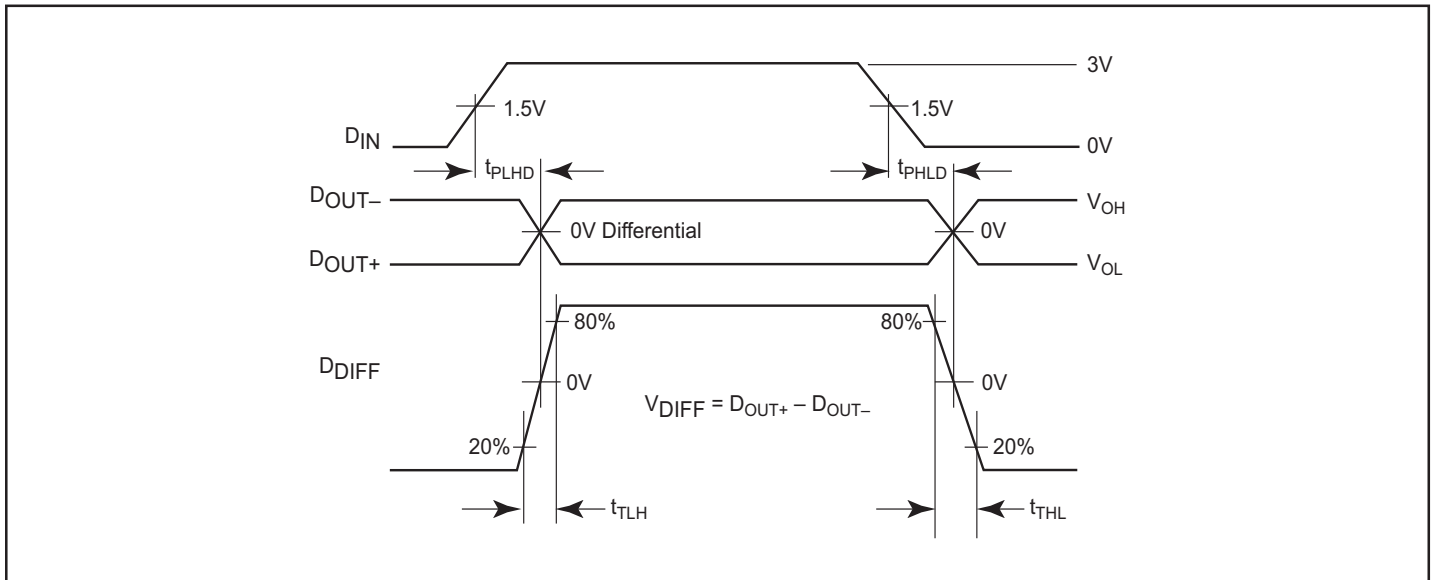 3V
1.5V 1.5V
DIN 0V
tPLHD tPHLD
DOUT– VOH
0V Differential 0V
DOUT+ VOL
80% 80%
DDIFF 0V 0V
VDIFF = DOUT+ – DOUT–
20% 20%
tTLH tTHL